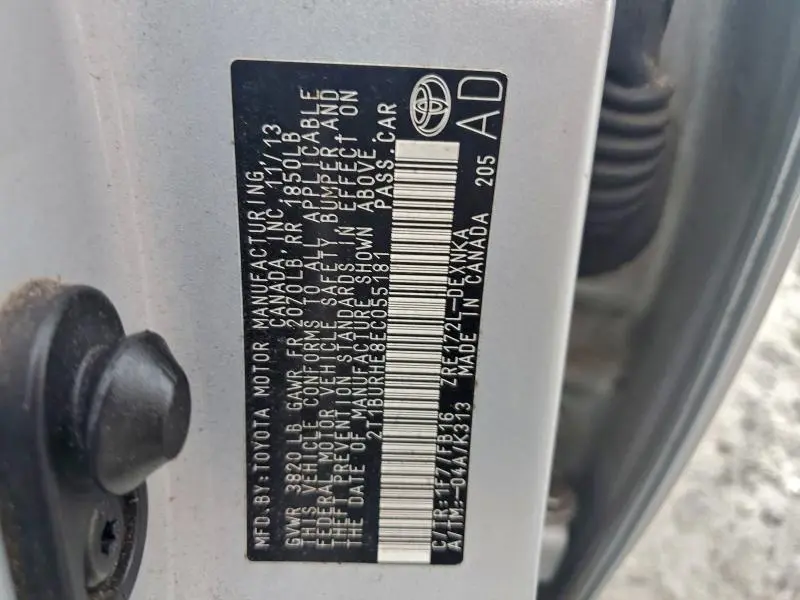 MFD. BY: TOYOTA MOTOR MANUFACTURING
CANADA, INC. 11/13
GVWR 3820 LB GAWR FR 2070 LB, RR 1850LB
THIS VEHICLE CONFORMS TO ALL APPLICABLE
FEDERAL MOTOR VEHICLE SAFETY BUMPER, AND
THEFT PREVENTION STANDARDS IN EFFECT ON
THE DATE OF MANUFACTURE SHOWN ABOVE.
2T1BURHE8EC055181 PASS. CAR
C/TR: 1F7/FB16 ZRE172L-DEXNKA
A/TM: -04A/K313 MADE IN CANADA 205
AD